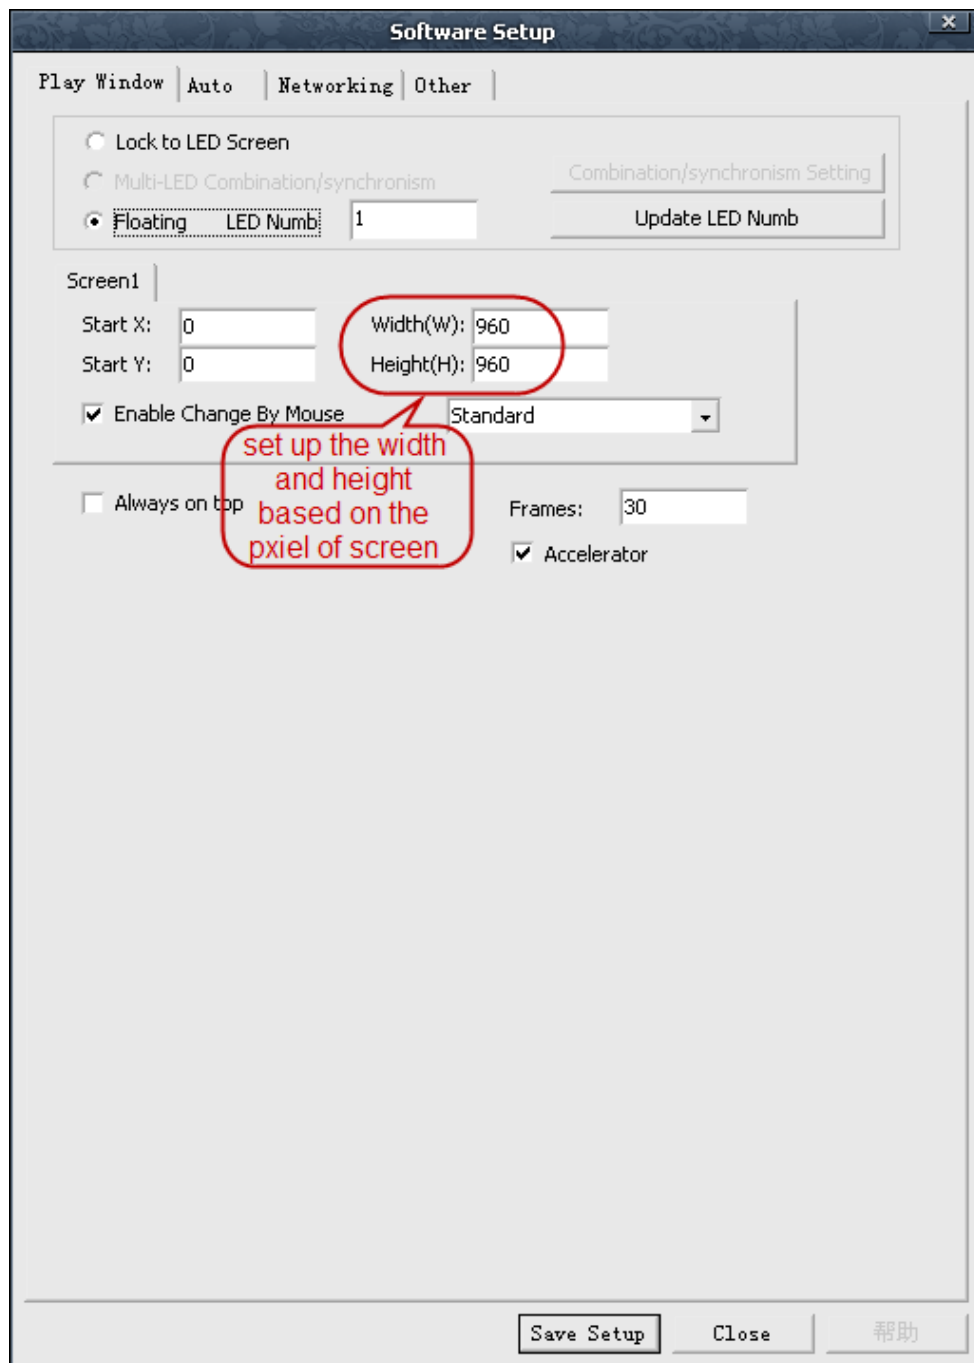 Software Setup
Play Window Auto Networking Other
Lock to LED Screen
Multi-LED Combination/synchronism Combination/synchronism Setting
Floating LED Numb 1 Update LED Numb
Screen1
Start X: 0 Width(W): 960
Start Y: 0 Height(H): 960
Enable Change By Mouse Standard
set up the width
and height
based on the
pxiel of screen
Always on top
Frames: 30
Accelerator
Save Setup Close 帮助